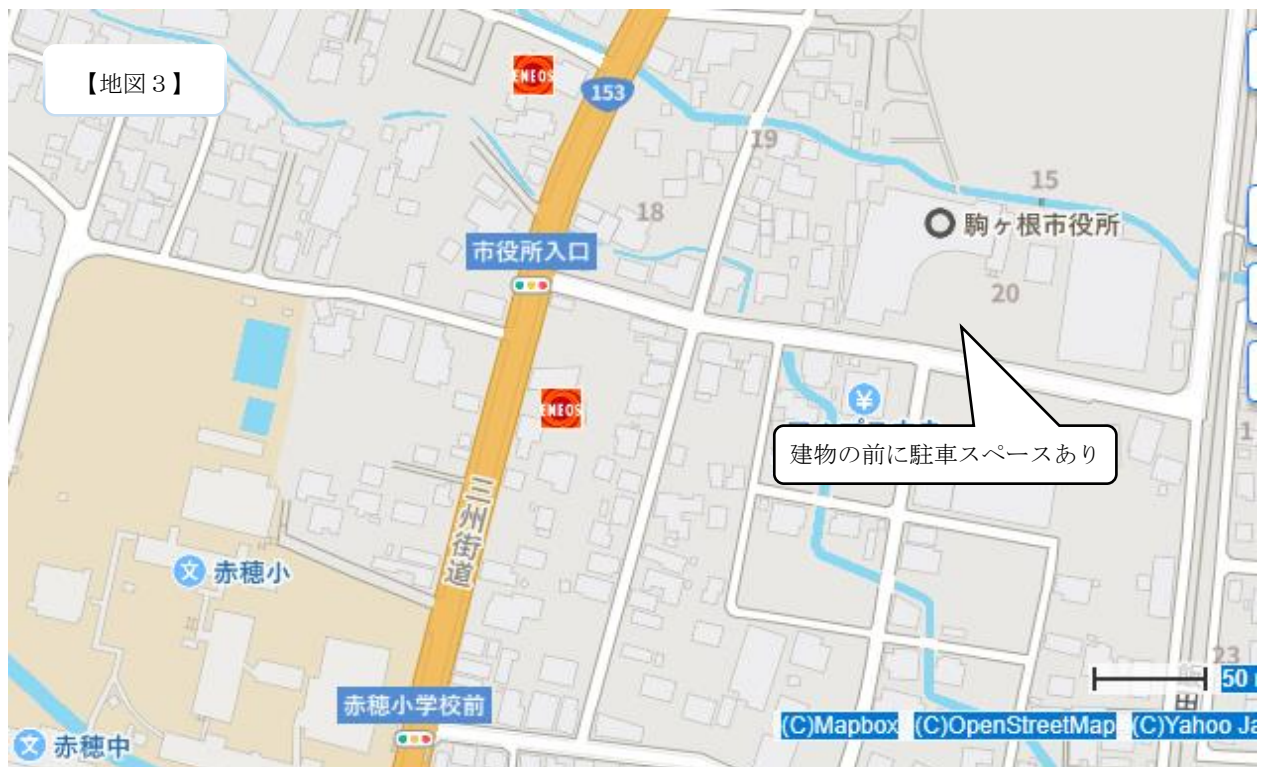 【地図３】
ENEOS
153
19
15
駒ヶ根市役所
18
市役所入口
20
ENEOS
建物の前に駐車スペースあり
三州街道
赤穂小
23
50
赤穂小学校前
(C)Mapbox (C)OpenStreetMap (C)Yahoo Ja
赤穂中